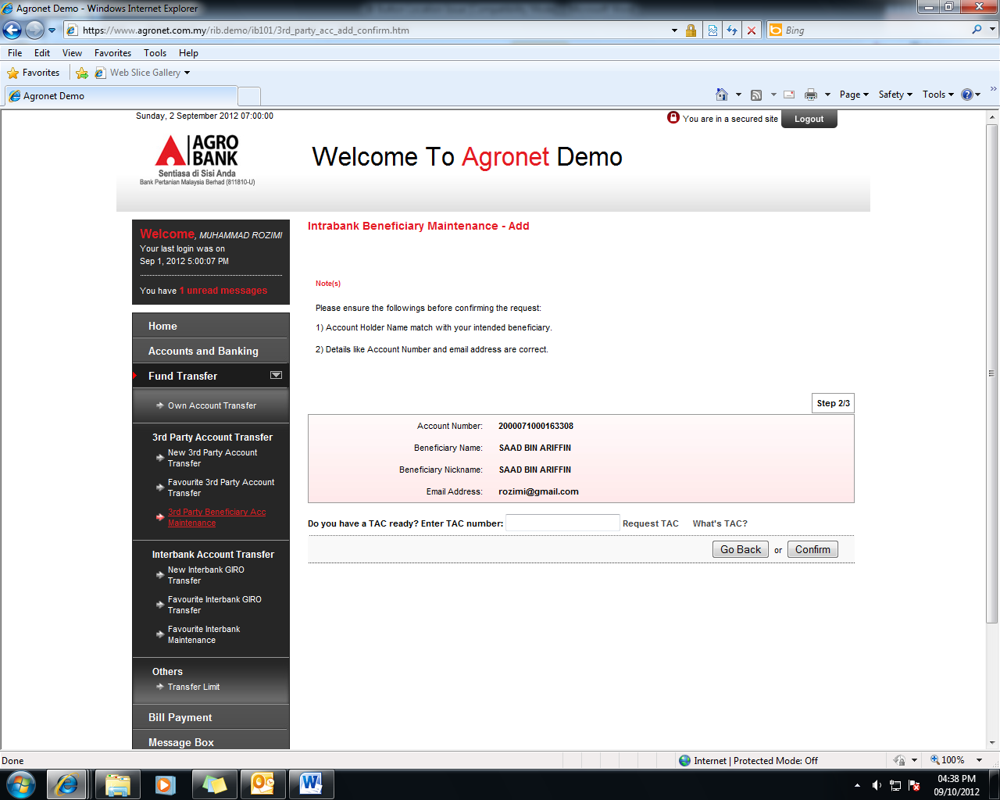 Agronet Demo - Windows Internet Explorer
https://www.agronet.com.my/rib.demo/ib101/3rd_party_acc_add_confirm.htm
Bing
File Edit View Favorites Tools Help
Favorites Web Slice Gallery
Agronet Demo
Page Safety Tools
Sunday, 2 September 2012 07:00:00
You are in a secured site Logout
AGRO
BANK
Sentiasa di Sisi Anda
Bank Pertanian Malaysia Berhad (811810-U)
Welcome To Agronet Demo
Welcome, MUHAMMAD ROZIMI
Your last login was on
Sep 1, 2012 5:00:07 PM
You have 1 unread messages
Home
Accounts and Banking
Fund Transfer
Own Account Transfer
3rd Party Account Transfer
New 3rd Party Account
Transfer
Favourite 3rd Party Account
Transfer
3rd Party Beneficiary Acc
Maintenance
Interbank Account Transfer
New Interbank GIRO
Transfer
Favourite Interbank GIRO
Transfer
Favourite Interbank
Maintenance
Others
Transfer Limit
Bill Payment
Message Box
Intrabank Beneficiary Maintenance - Add
Note(s)
Please ensure the followings before confirming the request:
1) Account Holder Name match with your intended beneficiary.
2) Details like Account Number and email address are correct.
Step 2/3
Account Number: 2000071000163308
Beneficiary Name: SAAD BIN ARIFFIN
Beneficiary Nickname: SAAD BIN ARIFFIN
Email Address: rozimi@gmail.com
Do you have a TAC ready? Enter TAC number: Request TAC What's TAC?
Go Back or Confirm
Done
Internet | Protected Mode: Off
100%
04:38 PM
09/10/2012